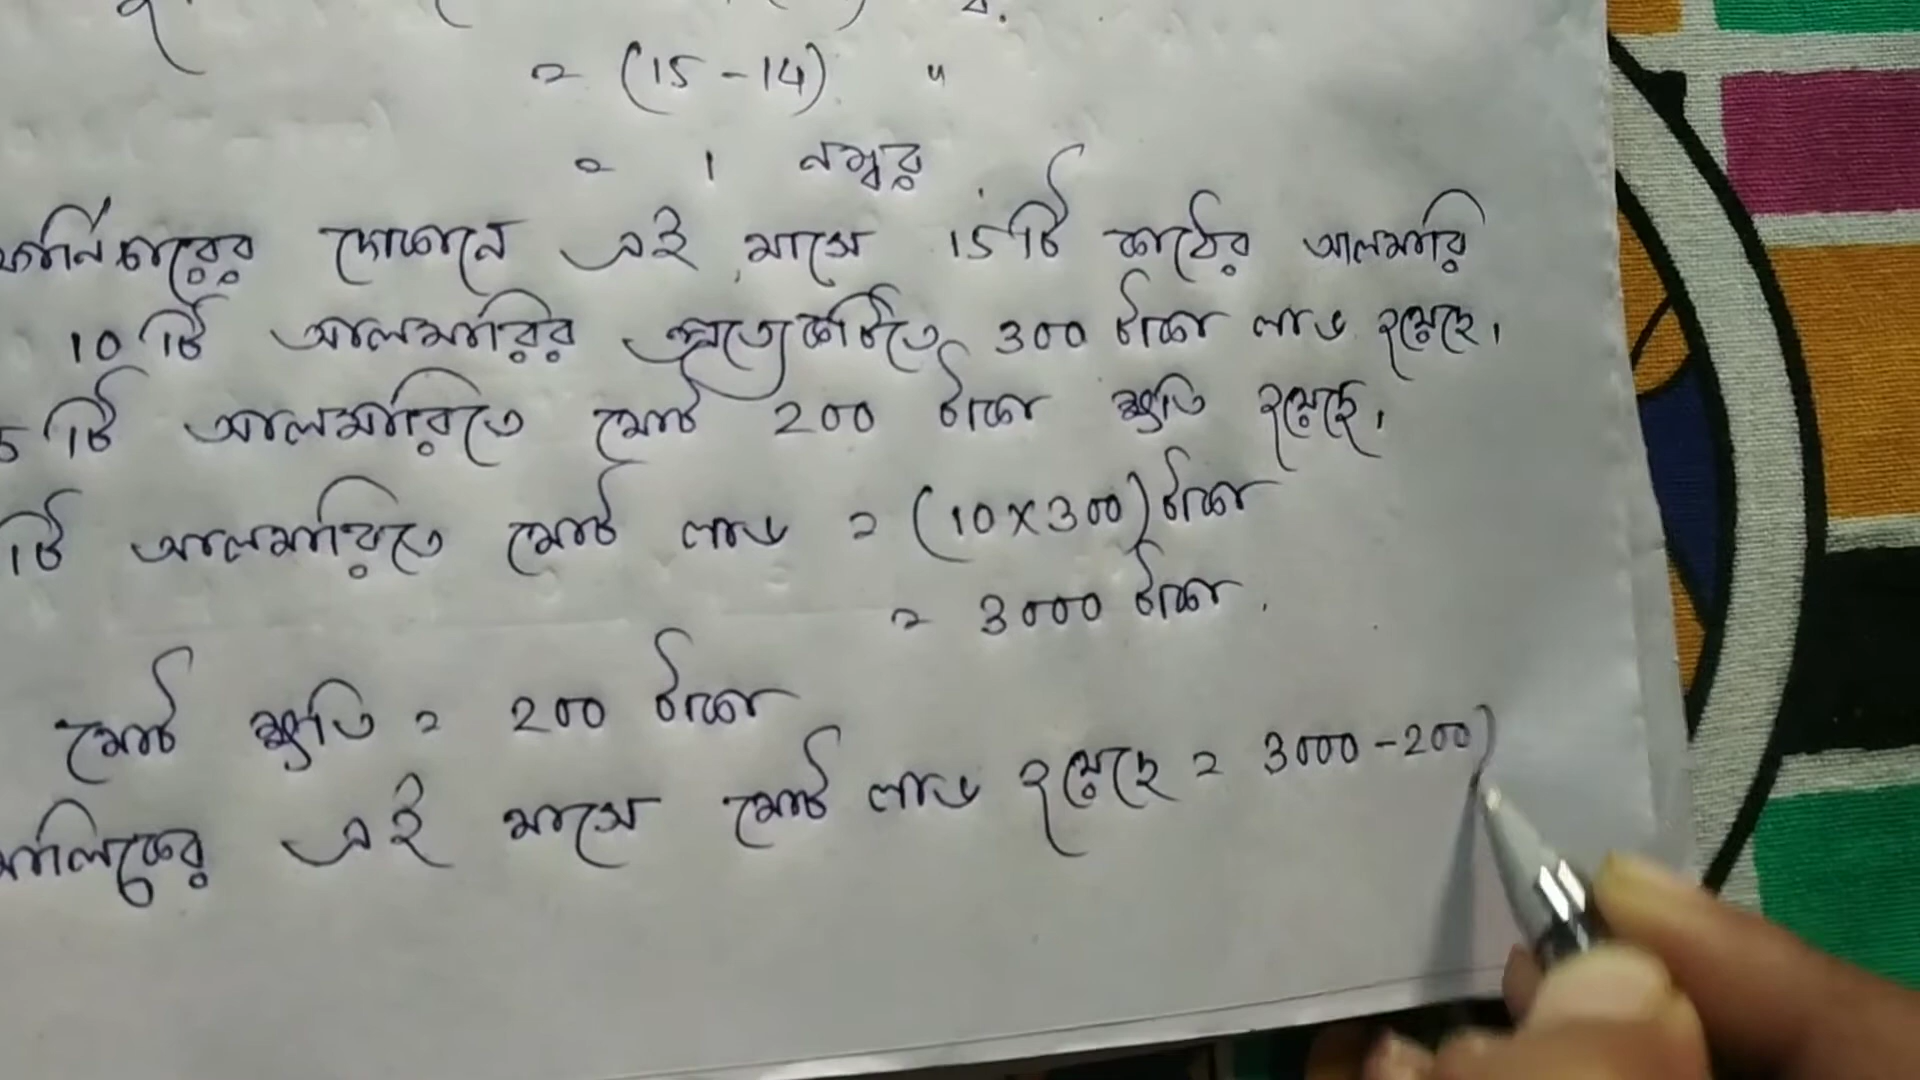 = (15 - 14) "
= 1 নম্বর
ফার্নিচারের দোকানে এই মাসে 15টি কাঠের আলমারি
10টি আলমারির প্রত্যেকটিতে 300 টাকা লাভ হয়েছে।
5টি আলমারিতে মোট 200 টাকা ক্ষতি হয়েছে।
টি আলমারিতে মোট লাভ = (10×300) টাকা
= 3000 টাকা.
মোট ক্ষতি = 200 টাকা
মালিকের এই মাসে মোট লাভ হয়েছে = 3000 - 200)